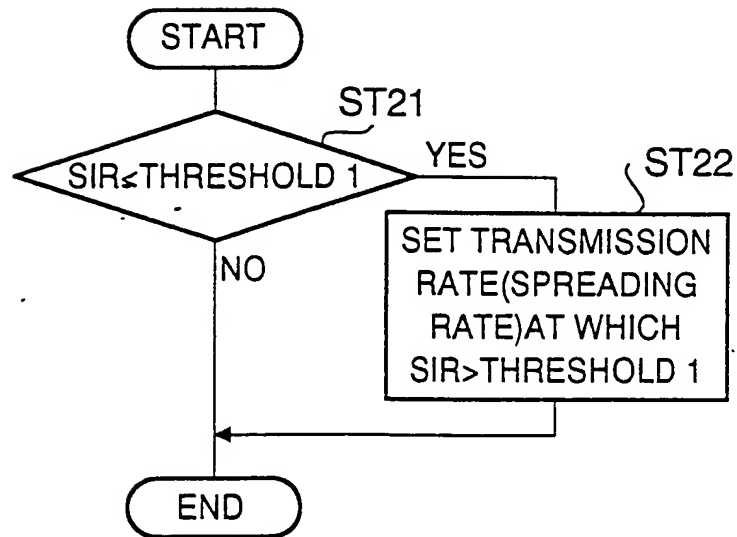 START
ST21
SIR≤THRESHOLD 1
YES
ST22
SET TRANSMISSION
RATE(SPREADING
RATE)AT WHICH
SIR>THRESHOLD 1
NO
END